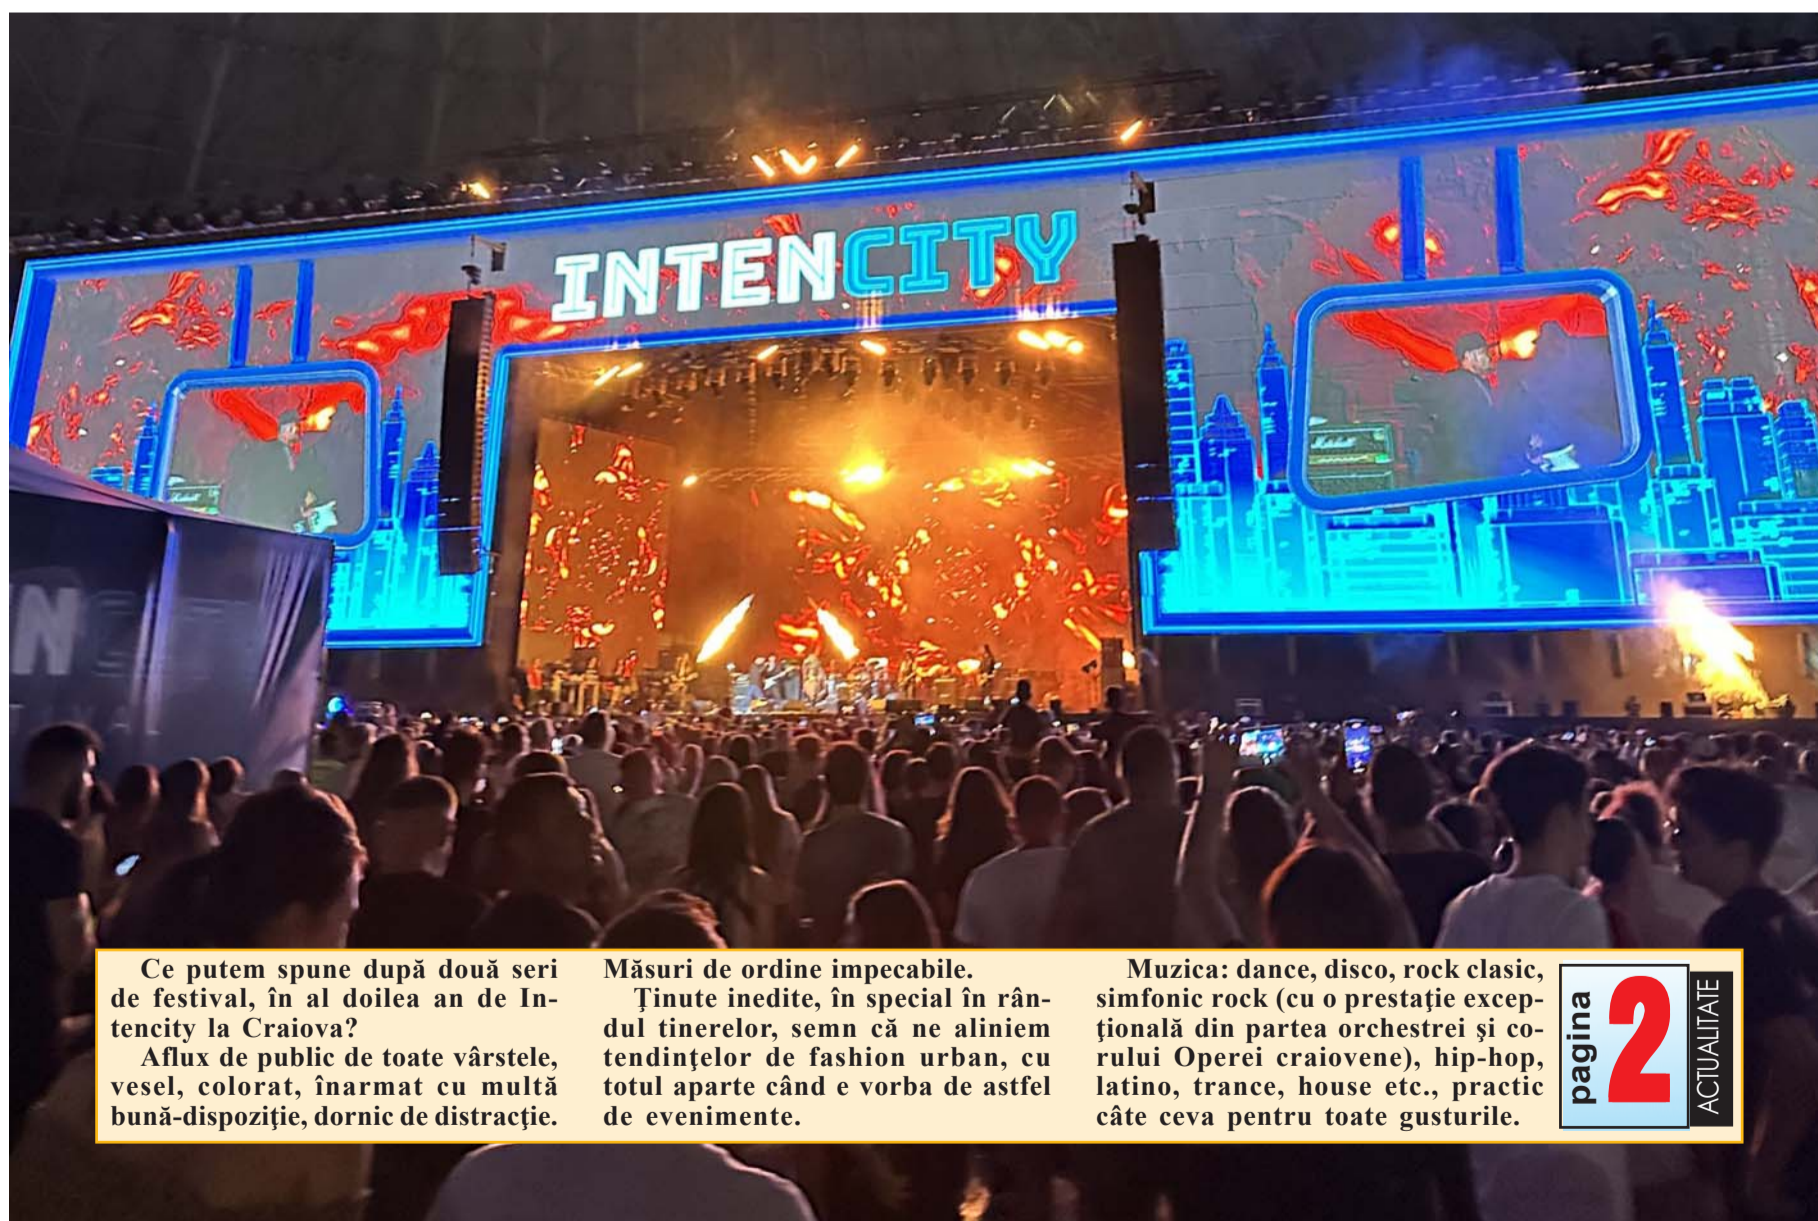 INTENCITY
Marshall
Marshall
N
Ce putem spune după două seri
de festival, în al doilea an de In-
tencity la Craiova?
Aflux de public de toate vârstele,
vesel, colorat, înarmat cu multă
bună-dispoziţie, dornic de distracţie.
Măsuri de ordine impecabile.
Ţinute inedite, în special în rân-
dul tinerelor, semn că ne aliniem
tendinţelor de fashion urban, cu
totul aparte când e vorba de astfel
de evenimente.
Muzica: dance, disco, rock clasic,
simfonic rock (cu o prestaţie excep-
ţională din partea orchestrei şi co-
rului Operei craiovene), hip-hop,
latino, trance, house etc., practic
câte ceva pentru toate gusturile.
pagina
2
ACTUALITATE